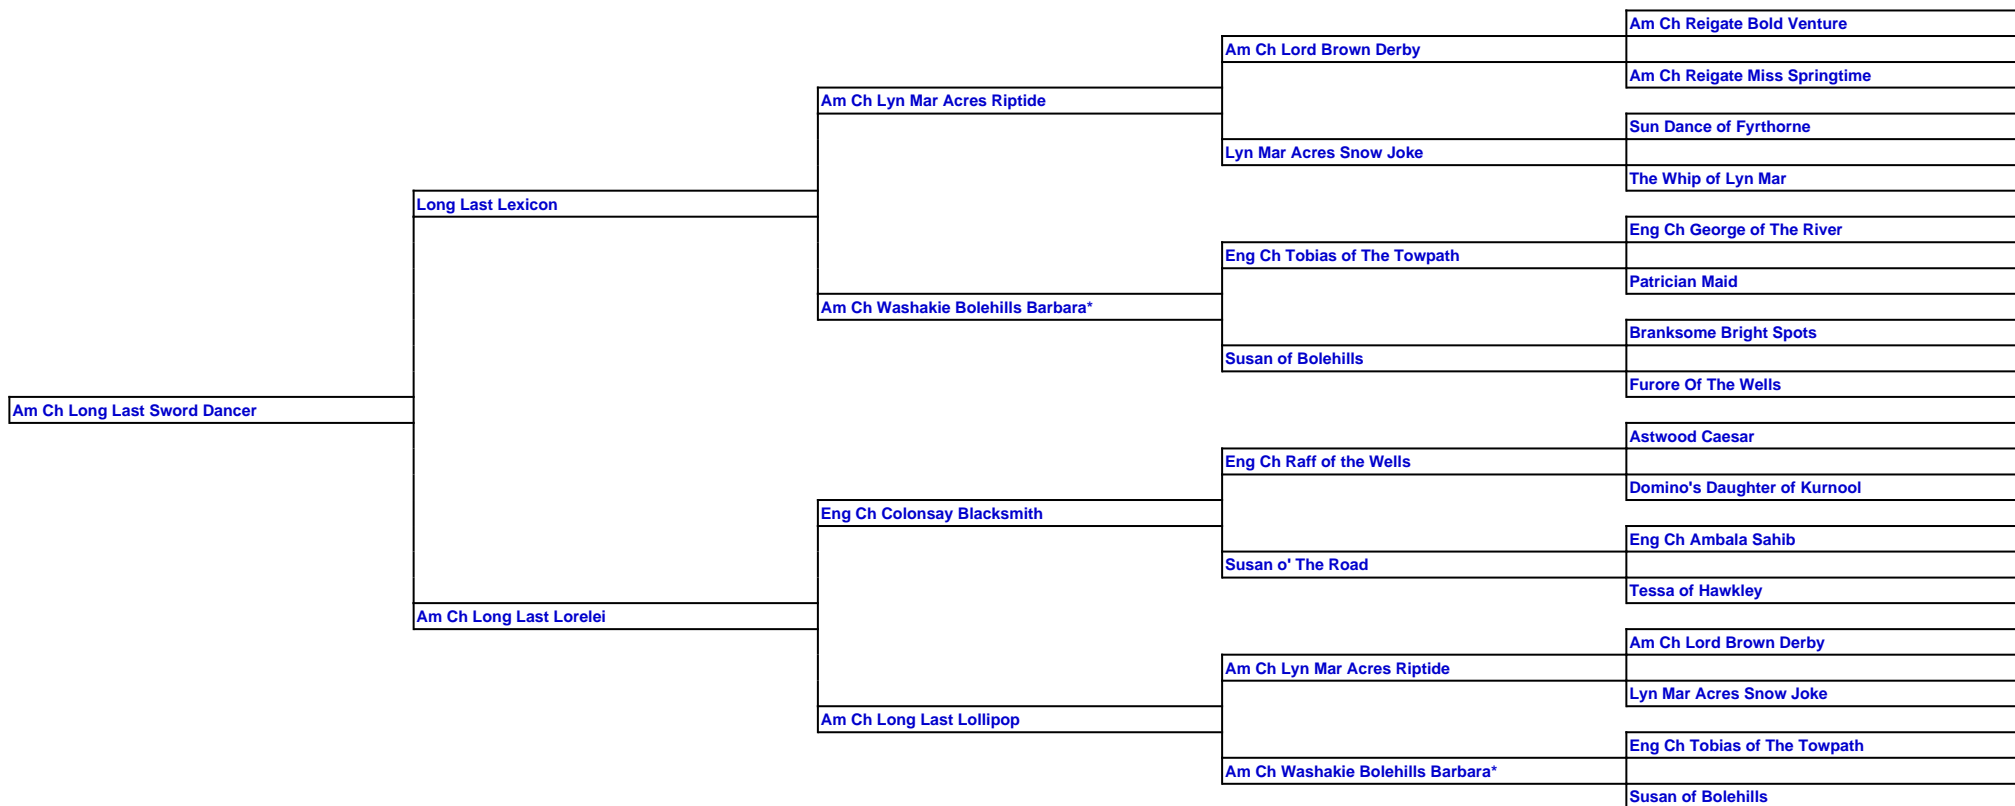 Am Ch Reigate Bold Venture
Am Ch Lord Brown Derby
Am Ch Reigate Miss Springtime
Am Ch Lyn Mar Acres Riptide
Sun Dance of Fyrthorne
Lyn Mar Acres Snow Joke
The Whip of Lyn Mar
Long Last Lexicon
Eng Ch George of The River
Eng Ch Tobias of The Towpath
Patrician Maid
Am Ch Washakie Bolehills Barbara*
Branksome Bright Spots
Susan of Bolehills
Furore Of The Wells
Am Ch Long Last Sword Dancer
Astwood Caesar
Eng Ch Raff of the Wells
Domino's Daughter of Kurnool
Eng Ch Colonsay Blacksmith
Eng Ch Ambala Sahib
Susan o' The Road
Tessa of Hawkley
Am Ch Long Last Lorelei
Am Ch Lord Brown Derby
Am Ch Lyn Mar Acres Riptide
Lyn Mar Acres Snow Joke
Am Ch Long Last Lollipop
Eng Ch Tobias of The Towpath
Am Ch Washakie Bolehills Barbara*
Susan of Bolehills